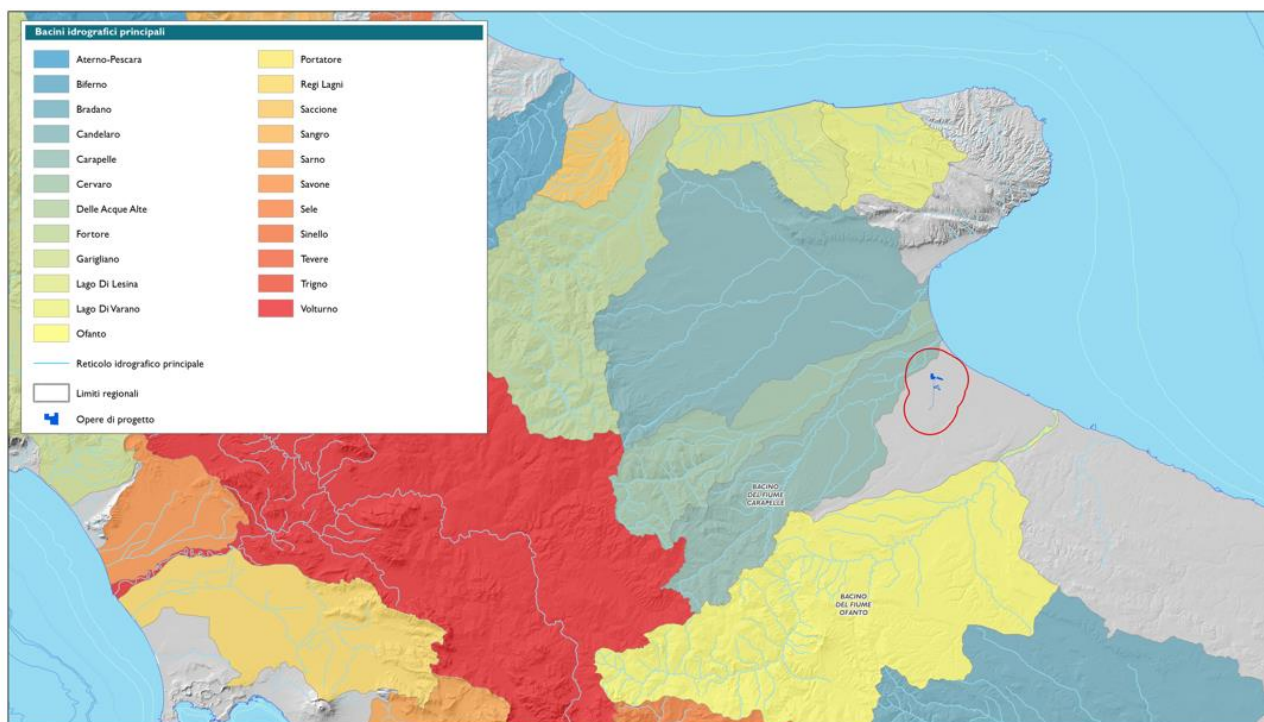 Bacini idrografici principali
Aterno-Pescara
Biferno
Bradano
Candelaro
Carapelle
Cervaro
Delle Acque Alte
Fortore
Garigliano
Lago Di Lesina
Lago Di Varano
Ofanto
Portatore
Regi Lagni
Saccione
Sangro
Sarno
Savone
Sele
Sinello
Tevere
Trigno
Volturno
Reticolo idrografico principale
Limiti regionali
Opere di progetto
BACINO
DEL FIUME
CARAPELLE
BACINO
DEL FIUME
OFANTO